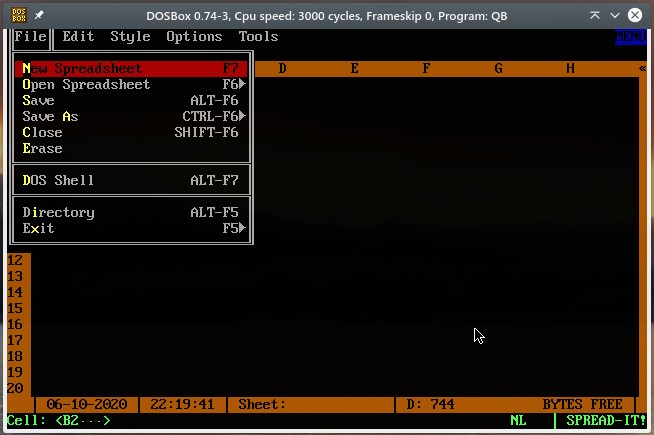 DOS BOX DOSBox 0.74-3, Cpu speed: 3000 cycles, Frameskip 0, Program: QB
File Edit Style Options Tools MENU
New Spreadsheet F7 D E F G H «
Open Spreadsheet F6►
Save ALT-F6
Save As CTRL-F6►
Close SHIFT-F6
Erase
DOS Shell ALT-F7
Directory ALT-F5
Exit F5►
12
13
14
15
16
17
18
19
20
06-10-2020 22:19:41 Sheet: D: 744 BYTES FREE
Cell: <B2···> NL SPREAD-IT!